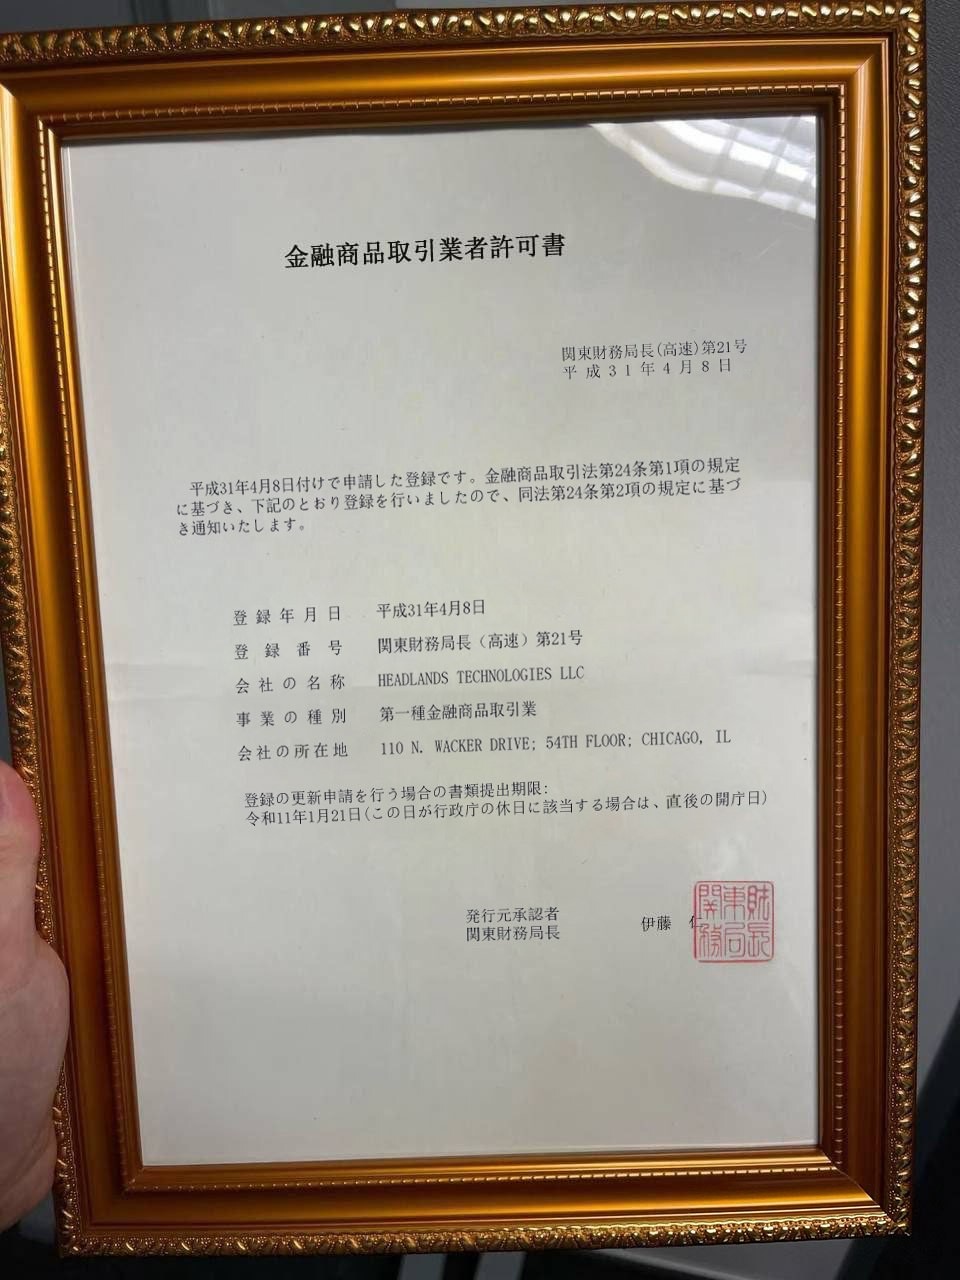 金融商品取引業者許可書
関東財務局長(高速)第21号
平成31年4月8日
平成31年4月8日付けで申請した登録です。金融商品取引法第24条第1項の規定
に基づき、下記のとおり登録を行いましたので、同法第24条第2項の規定に基づ
き通知いたします。
登録年月日 平成31年4月8日
登録番号 関東財務局長（高速）第21号
会社の名称 HEADLANDS TECHNOLOGIES LLC
事業の種別 第一種金融商品取引業
会社の所在地 110 N. WACKER DRIVE; 54TH FLOOR; CHICAGO, IL
登録の更新申請を行う場合の書類提出期限:
令和11年1月21日(この日が行政庁の休日に該当する場合は、直後の開庁日)
発行元承認者
関東財務局長 伊藤 仁
関東財務局長